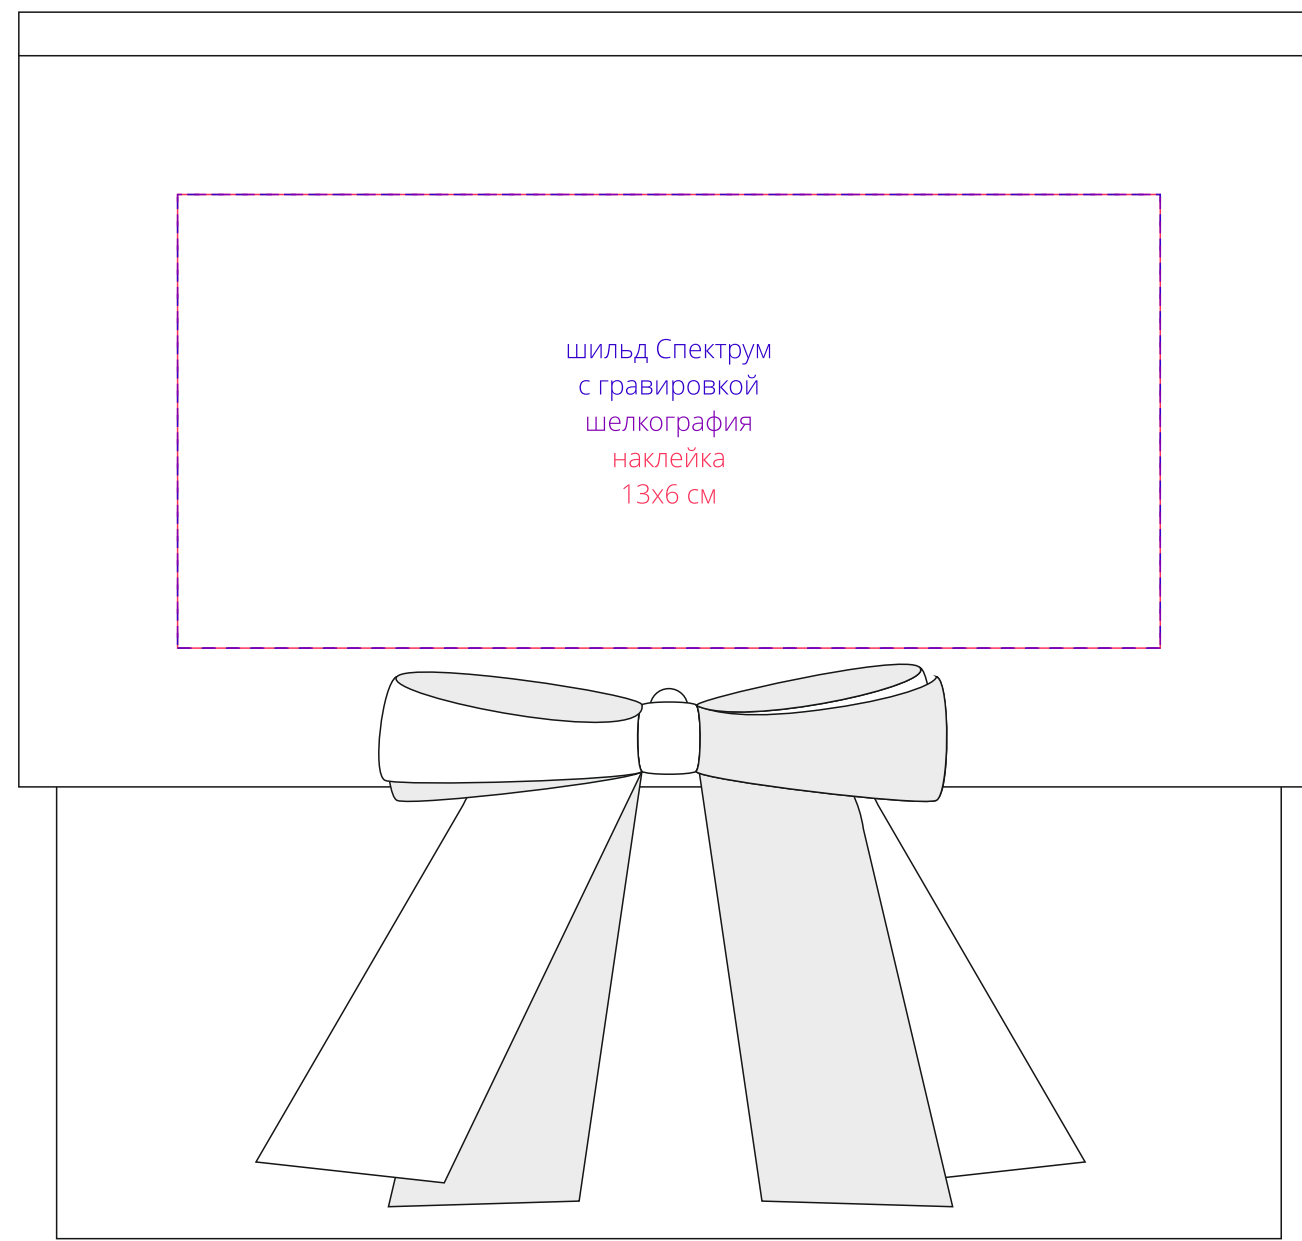 шильд Спектрум
с гравировкой
шелкография
наклейка
13х6 см